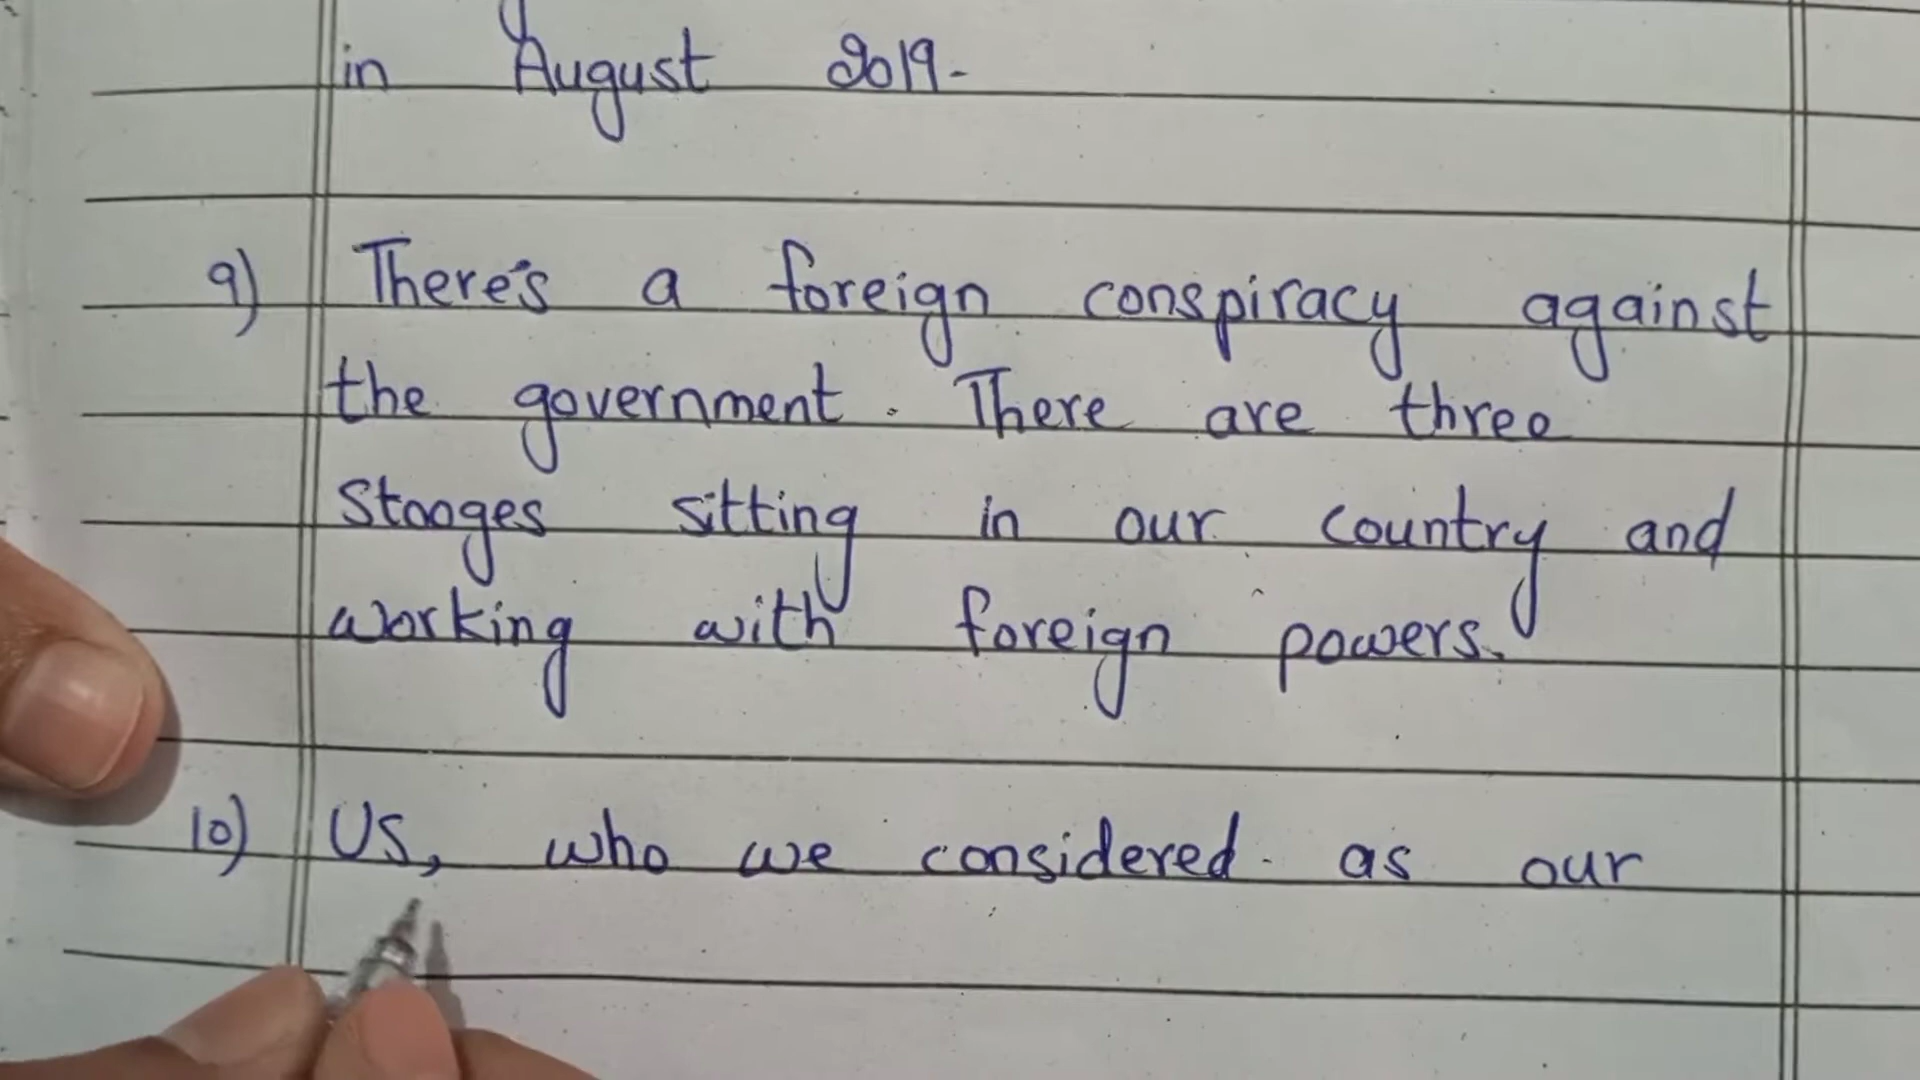 in August 2019.
9) There's a foreign conspiracy against
the government. There are three
stooges sitting in our country and
working with foreign powers.
10) US, who we considered as our